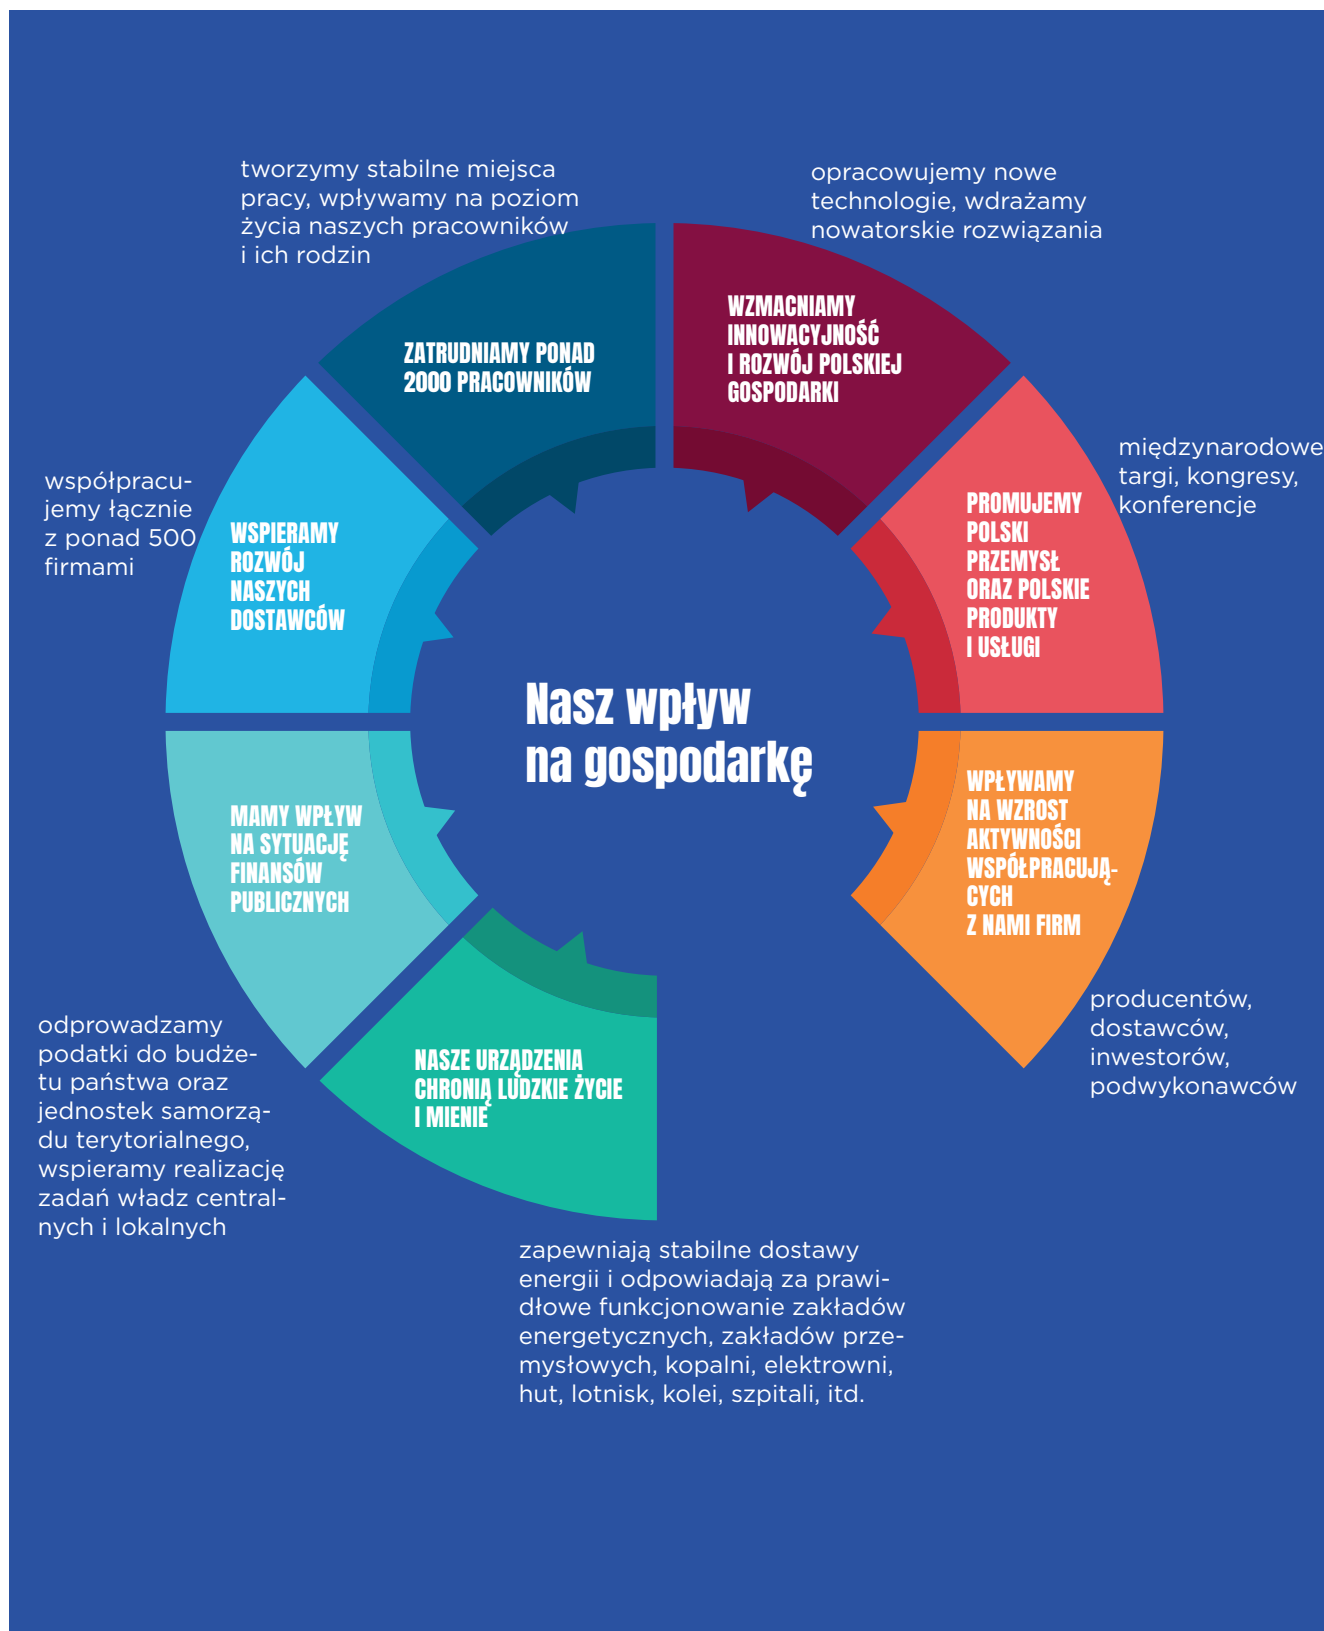 tworzymy stabilne miejsca
pracy, wpływamy na poziom
życia naszych pracowników
i ich rodzin
opracowujemy nowe
technologie, wdrażamy
nowatorskie rozwiązania
ZATRUDNIAMY PONAD
2000 PRACOWNIKÓW
WZMACNIAMY
INNOWACYJNOŚĆ
I ROZWÓJ POLSKIEJ
GOSPODARKI
międzynarodowe
targi, kongresy,
konferencje
współpracu-
jemy łącznie
z ponad 500
firmami
WSPIERAMY
ROZWÓJ
NASZYCH
DOSTAWCÓW
PROMUJEMY
POLSKI
PRZEMYSŁ
ORAZ POLSKIE
PRODUKTY
I USŁUGI
Nasz wpływ
na gospodarkę
MAMY WPŁYW
NA SYTUACJĘ
FINANSÓW
PUBLICZNYCH
WPŁYWAMY
NA WZROST
AKTYWNOŚCI
WSPÓŁPRACUJĄ-
CYCH
Z NAMI FIRM
producentów,
dostawców,
inwestorów,
podwykonawców
odprowadzamy
podatki do budże-
tu państwa oraz
jednostek samorzą-
du terytorialnego,
wspieramy realizację
zadań władz central-
nych i lokalnych
NASZE URZĄDZENIA
CHRONIĄ LUDZKIE ŻYCIE
I MIENIE
zapewniają stabilne dostawy
energii i odpowiadają za prawi-
dłowe funkcjonowanie zakładów
energetycznych, zakładów prze-
mysłowych, kopalni, elektrowni,
hut, lotnisk, kolei, szpitali, itd.